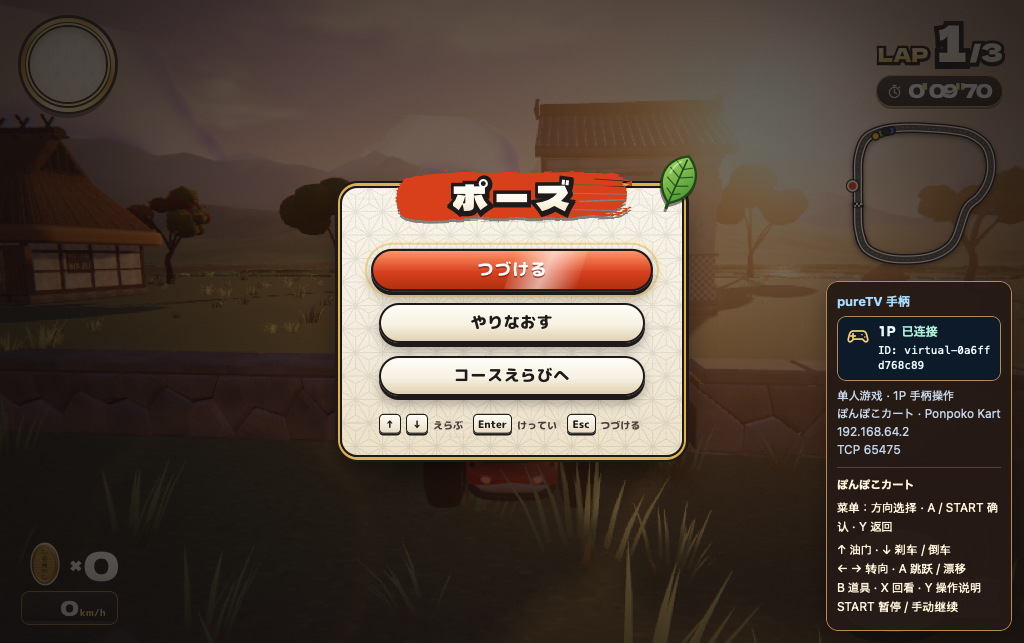 LAP 1/3
0'09"70
ポーズ
つづける
やりなおす
コースえらびへ
↑ ↓ えらぶ Enter けってい Esc つづける
×0
0 km/h
pureTV 手柄
1P 已连接
ID: virtual-0a6ff
d768c89
单人游戏 · 1P 手柄操作
ぽんぽこカート · Ponpoko Kart
192.168.64.2
TCP 65475
ぽんぽこカート
菜单：方向选择 · A / START 确
认 · Y 返回
↑ 油门 · ↓ 刹车 / 倒车
← → 转向 · A 跳跃 / 漂移
B 道具 · X 回看 · Y 操作说明
START 暂停 / 手动继续